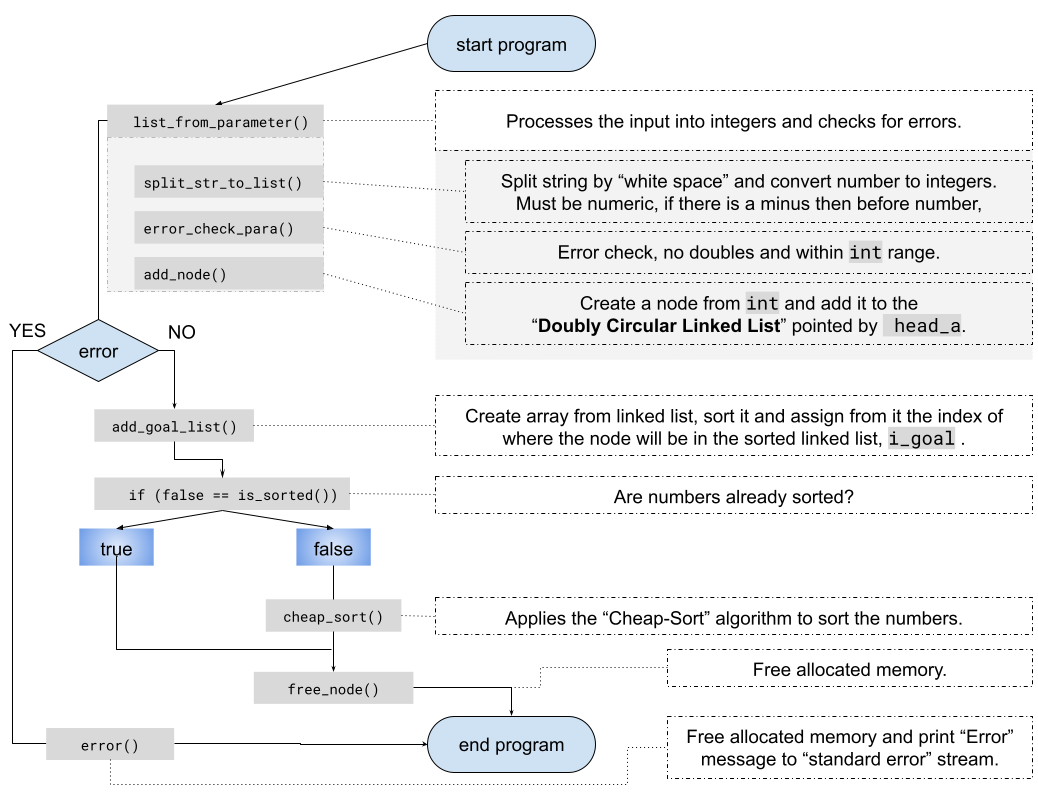 start program
list_from_parameter()
Processes the input into integers and checks for errors.
split_str_to_list()
Split string by “white space” and convert number to integers.
Must be numeric, if there is a minus then before number,
error_check_para()
Error check, no doubles and within int range.
add_node()
Create a node from int and add it to the
“Doubly Circular Linked List” pointed by head_a.
YES
NO
error
add_goal_list()
Create array from linked list, sort it and assign from it the index of
where the node will be in the sorted linked list, i_goal .
if (false == is_sorted())
Are numbers already sorted?
true
false
cheap_sort()
Applies the “Cheap-Sort” algorithm to sort the numbers.
free_node()
Free allocated memory.
error()
end program
Free allocated memory and print “Error”
message to “standard error” stream.